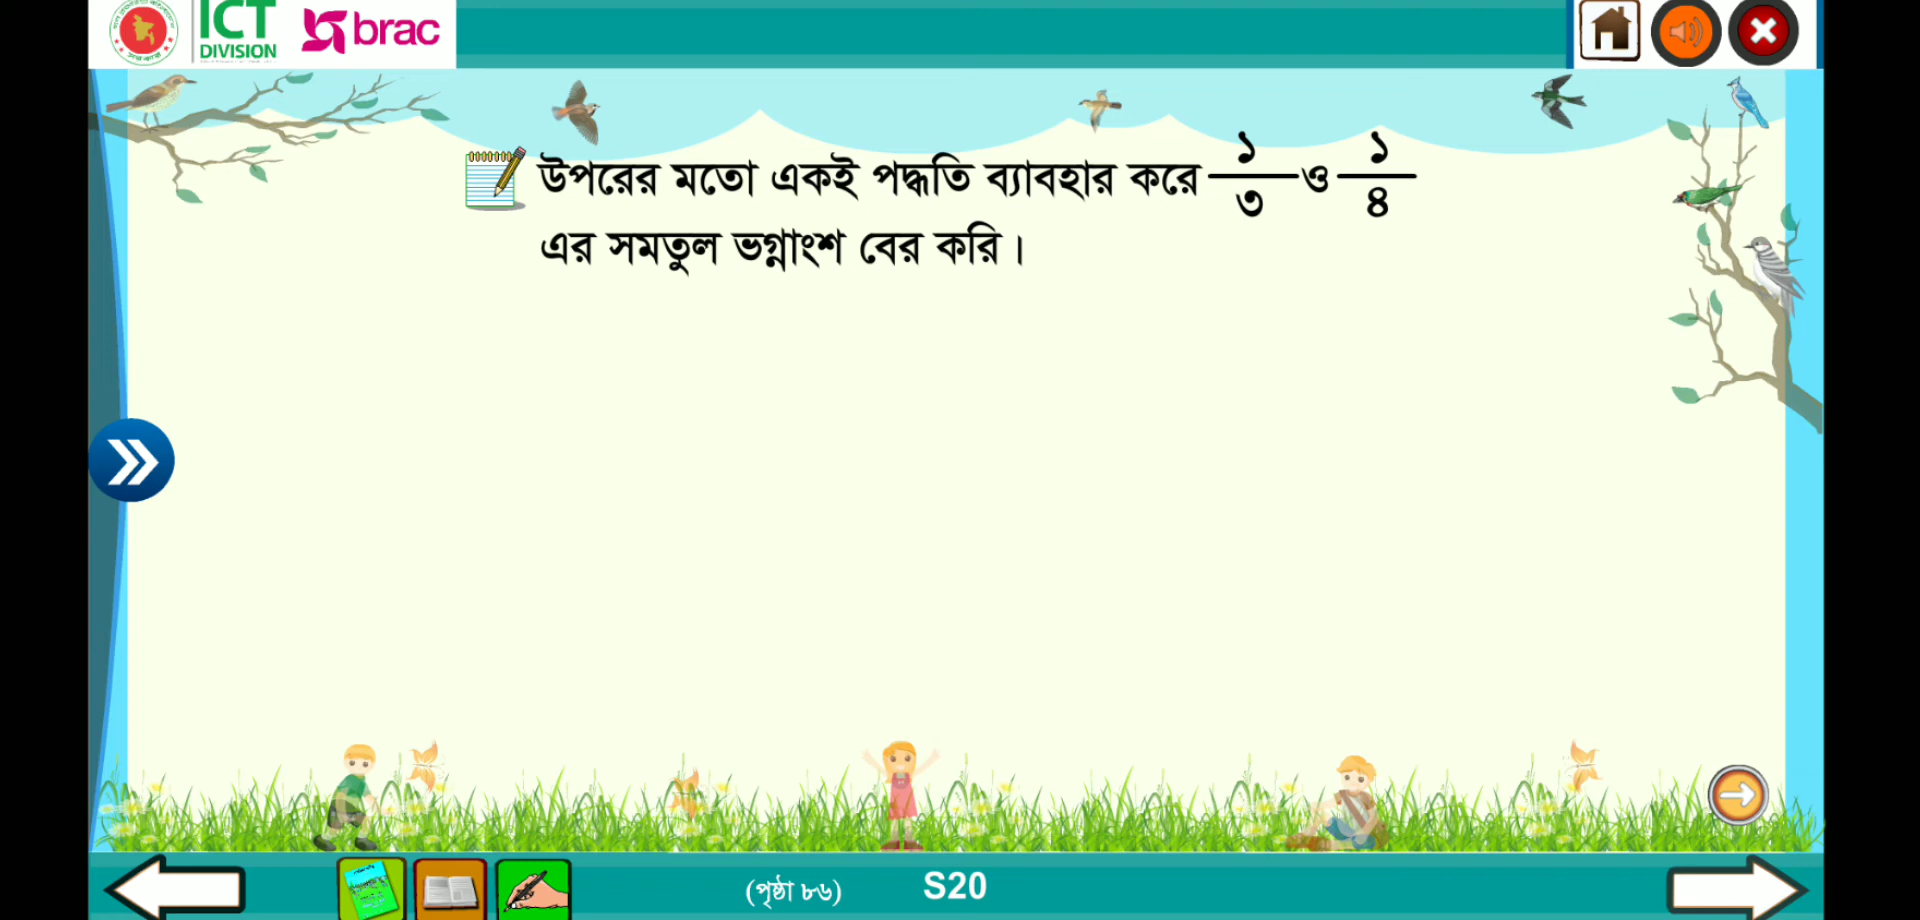 ICT
DIVISION
brac
উপরের মতো একই পদ্ধতি ব্যাবহার করে ১/৩ ও ১/৪
এর সমতুল ভগ্নাংশ বের করি।
(পৃষ্ঠা ৮৬)
S20